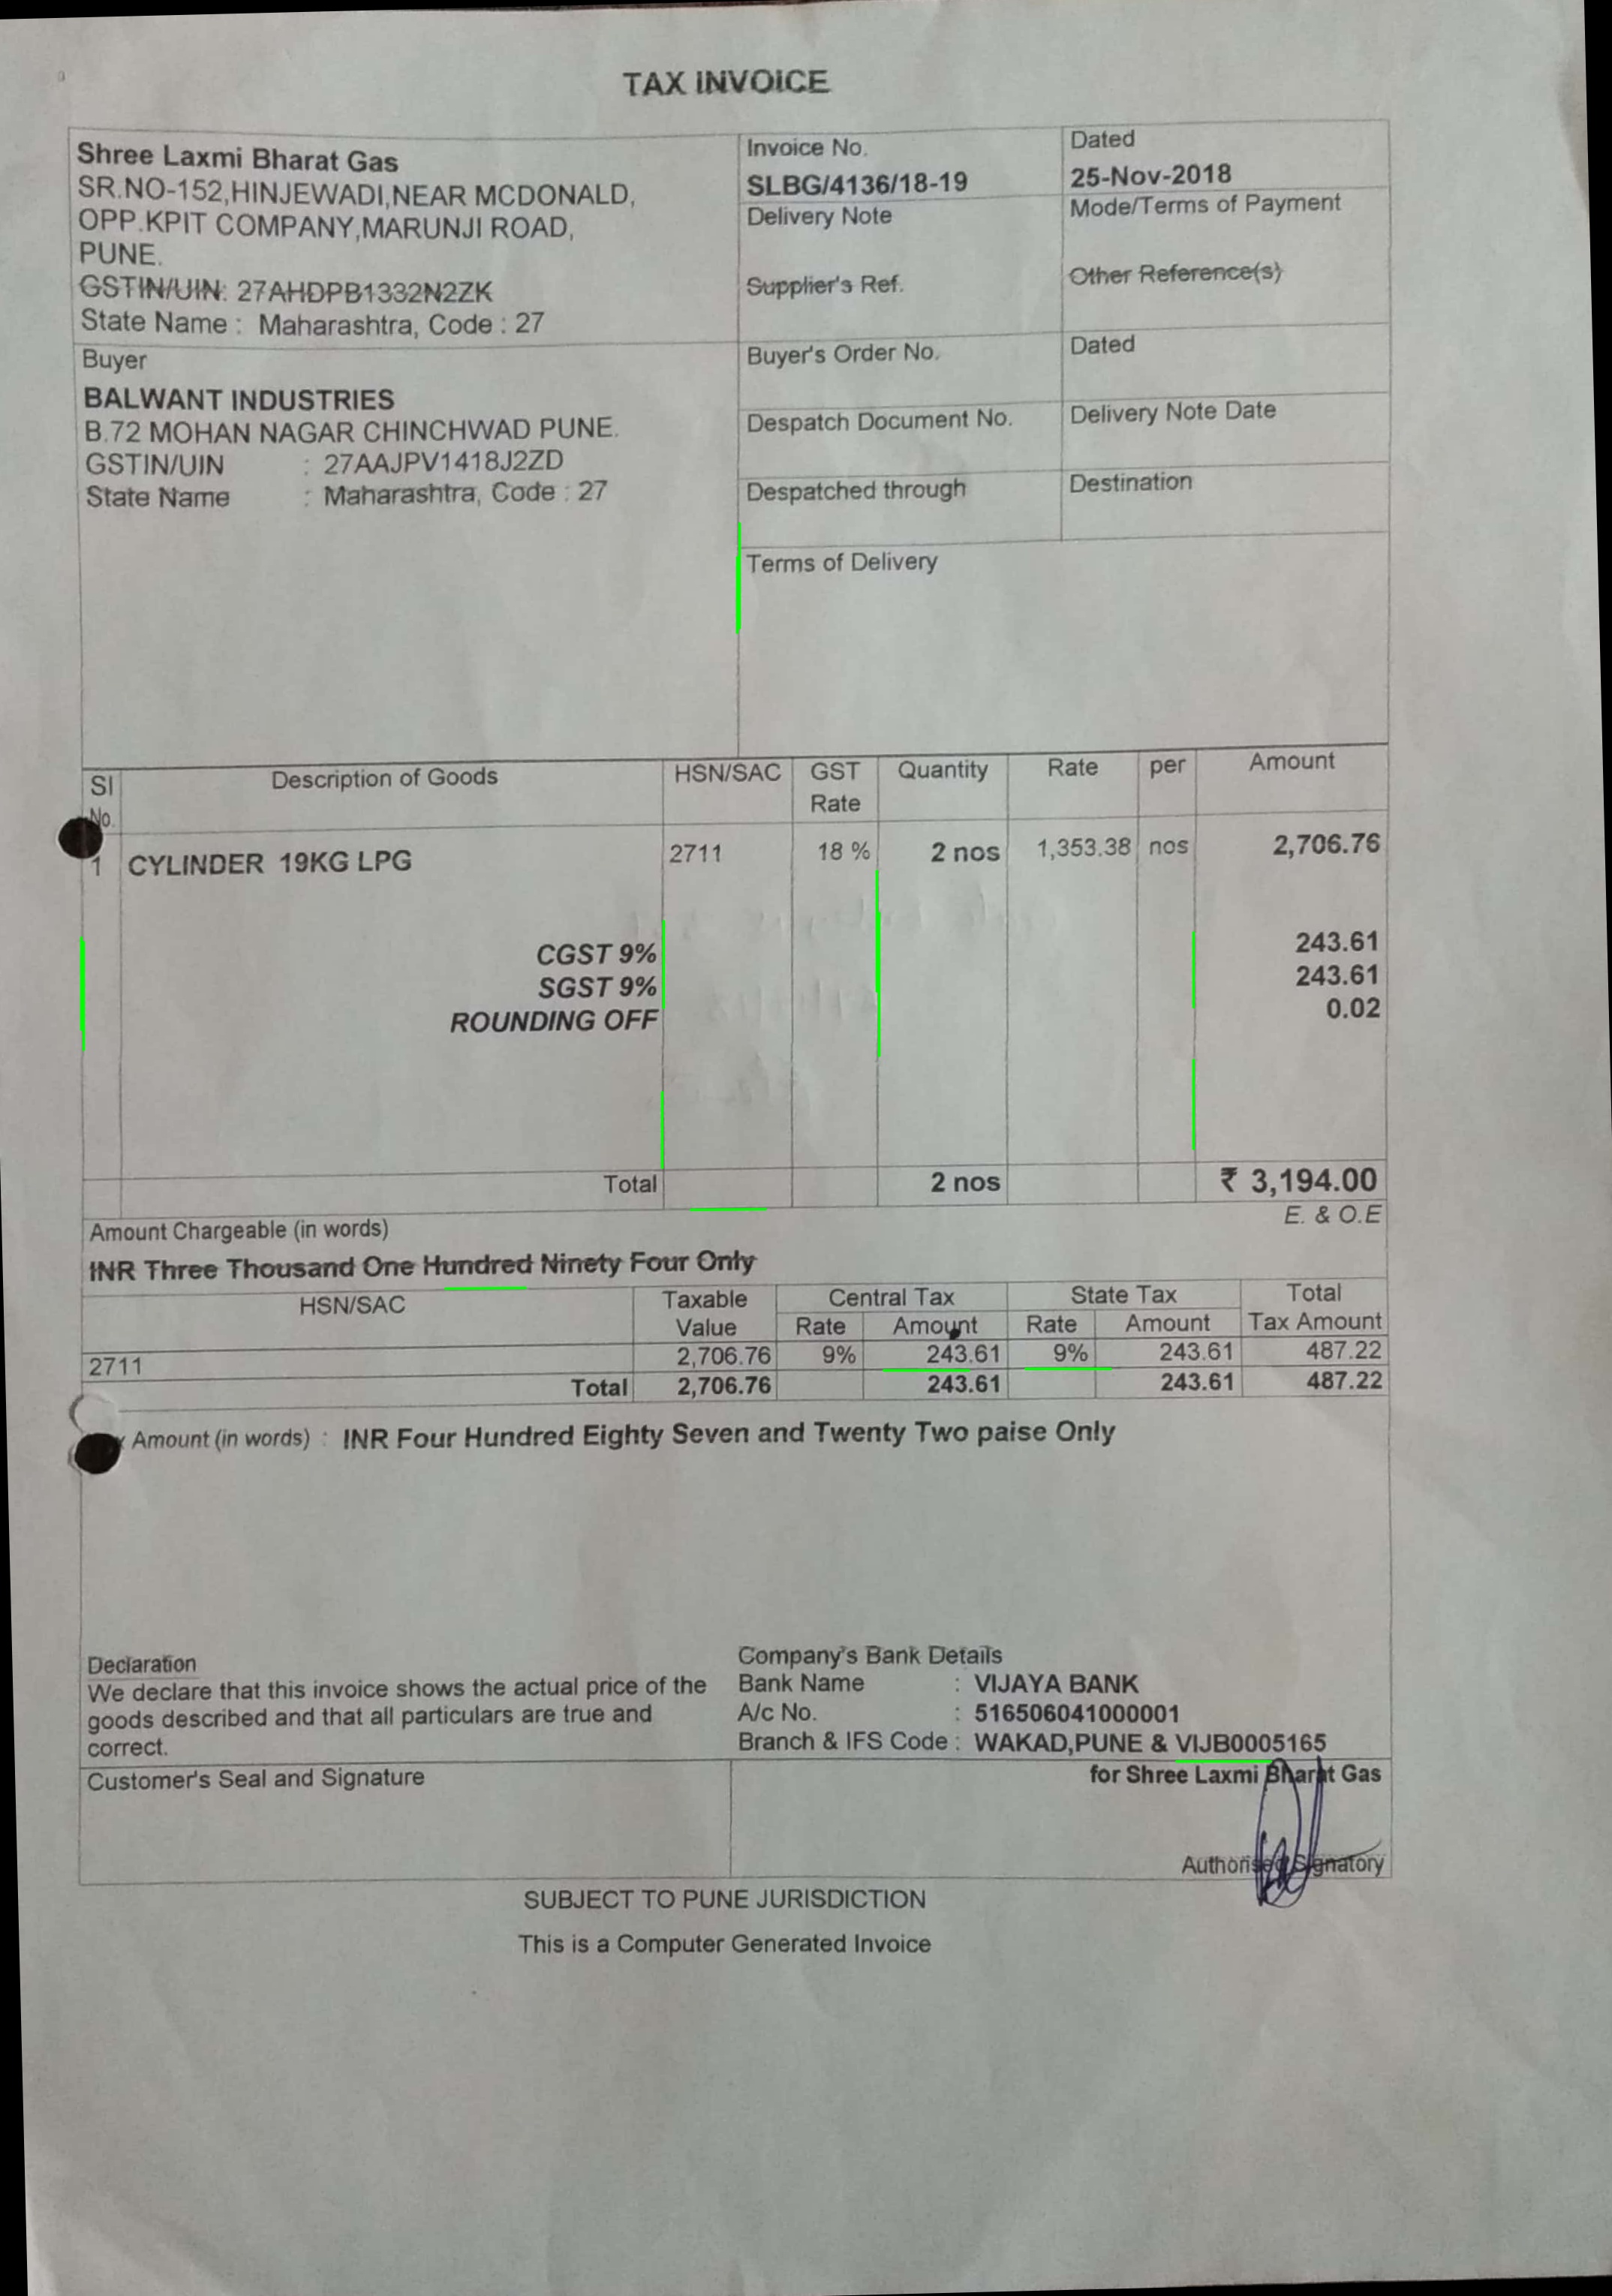 TAX INVOICE
Shree Laxmi Bharat Gas
SR.NO-152,HINJEWADI,NEAR MCDONALD,
OPP.KPIT COMPANY,MARUNJI ROAD,
PUNE.
GSTIN/UIN: 27AHDPB1332N2ZK
State Name : Maharashtra, Code : 27
Invoice No.
SLBG/4136/18-19
Dated
25-Nov-2018
Delivery Note
Mode/Terms of Payment
Supplier's Ref.
Other Reference(s)
Buyer
BALWANT INDUSTRIES
B.72 MOHAN NAGAR CHINCHWAD PUNE.
GSTIN/UIN : 27AAJPV1418J2ZD
State Name : Maharashtra, Code : 27
Buyer's Order No.
Dated
Despatch Document No.
Delivery Note Date
Despatched through
Destination
Terms of Delivery
Sl No. Description of Goods HSN/SAC GST Rate Quantity Rate per Amount
1 CYLINDER 19KG LPG 2711 18 % 2 nos 1,353.38 nos 2,706.76
CGST 9% 243.61
SGST 9% 243.61
ROUNDING OFF 0.02
Total 2 nos ₹ 3,194.00
Amount Chargeable (in words) E. & O.E
INR Three Thousand One Hundred Ninety Four Only
HSN/SAC Taxable Central Tax State Tax Total
Value Rate Amount Rate Amount Tax Amount
2711 2,706.76 9% 243.61 9% 243.61 487.22
Total 2,706.76 243.61 243.61 487.22
Amount (in words) : INR Four Hundred Eighty Seven and Twenty Two paise Only
Declaration
We declare that this invoice shows the actual price of the
goods described and that all particulars are true and
correct.
Company's Bank Details
Bank Name : VIJAYA BANK
A/c No. : 516506041000001
Branch & IFS Code : WAKAD,PUNE & VIJB0005165
Customer's Seal and Signature
for Shree Laxmi Bharat Gas
Authorised Signatory
SUBJECT TO PUNE JURISDICTION
This is a Computer Generated Invoice